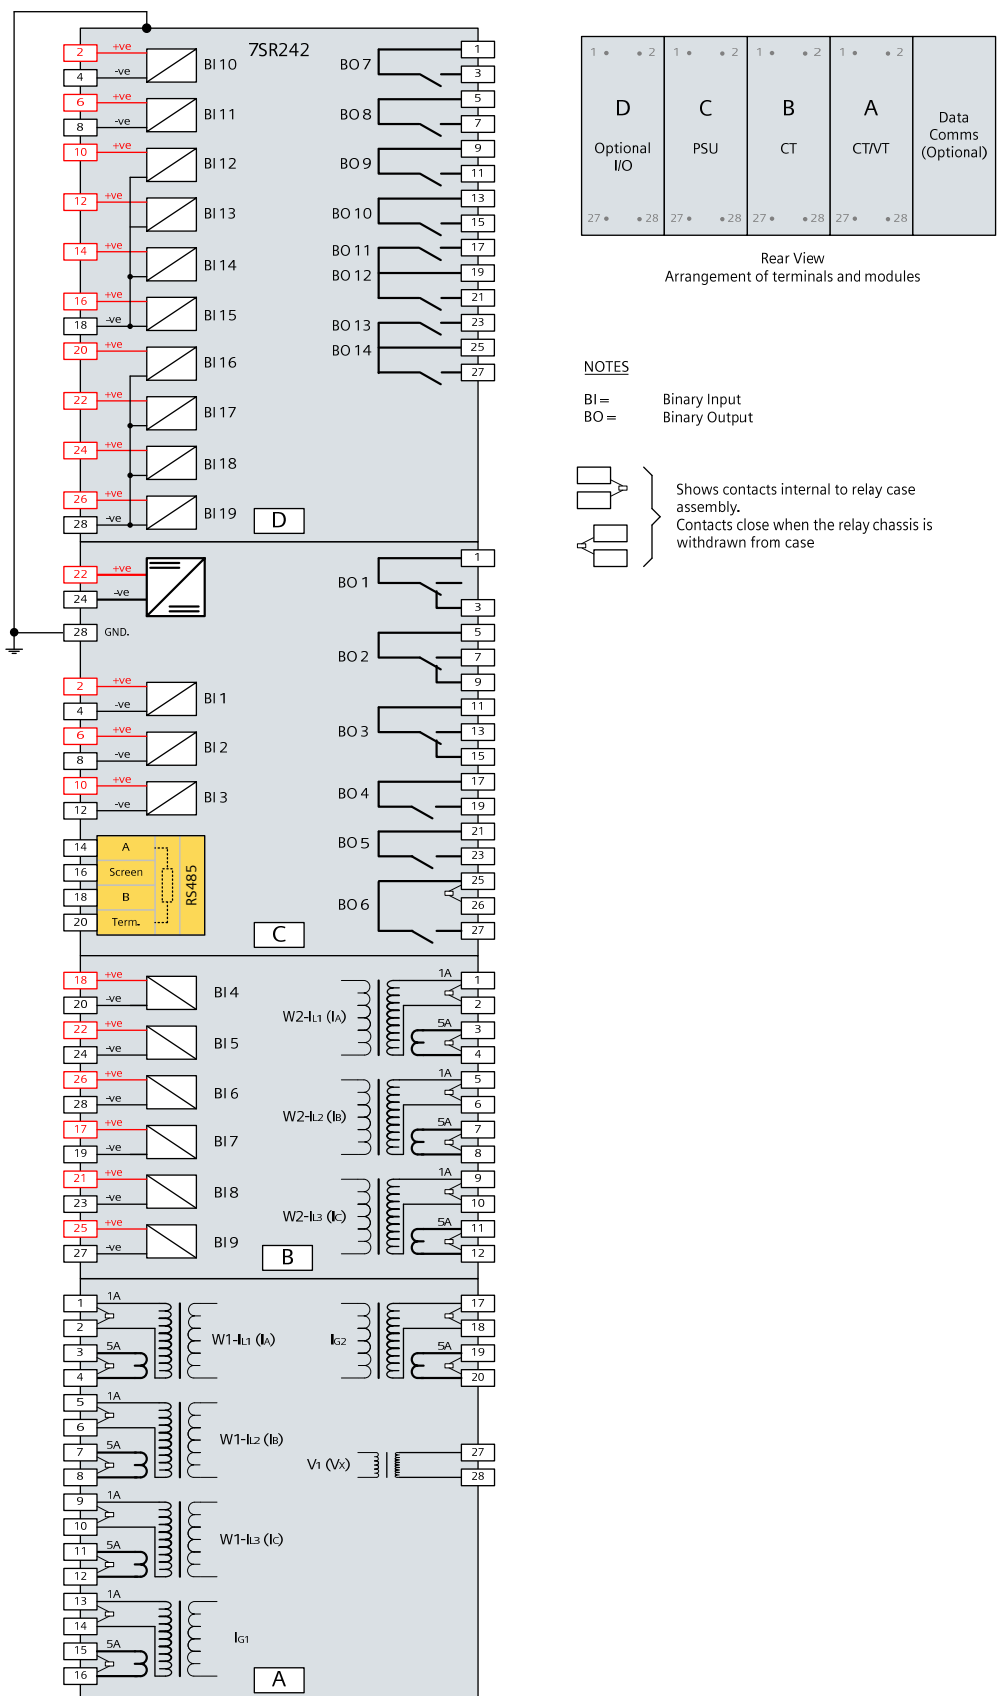 7SR242
2 +ve BI 10 BO 7 1
4 -ve 3
6 +ve BI 11 BO 8 5
8 -ve 7
10 +ve BI 12 BO 9 9
11
12 +ve BI 13 BO 10 13
15
14 +ve BI 14 BO 11 17
BO 12 19
16 +ve BI 15 21
18 -ve BO 13 23
20 +ve BI 16 BO 14 25
27
22 +ve BI 17
24 +ve BI 18
26 +ve BI 19
28 -ve D
1
22 +ve BO 1
24 -ve 3
28 GND. 5
BO 2 7
2 +ve BI 1 9
4 -ve 11
6 +ve BI 2 BO 3 13
8 -ve 15
10 +ve BI 3 BO 4 17
12 -ve 19
14 A BO 5 21
16 Screen RS485 23
18 B BO 6 25
26
20 Term. C 27
18 +ve BI 4 1A 1
20 -ve W2-IL1 (IA) 2
22 +ve BI 5 5A 3
24 -ve 4
26 +ve BI 6 1A 5
28 -ve W2-IL2 (IB) 6
17 +ve BI 7 5A 7
19 -ve 8
21 +ve BI 8 1A 9
23 -ve W2-IL3 (IC) 10
25 +ve BI 9 5A 11
27 -ve B 12
1 1A 17
2 W1-IL1 (IA) IG2 18
3 5A 5A 19
4 20
5 1A
6 W1-IL2 (IB)
7 5A V1 (VX) 27
8 28
9 1A
10 W1-IL3 (IC)
11 5A
12
13 1A
14 IG1
15 5A
16 A
1 2 1 2 1 2 1 2
D C B A
Optional I/O PSU CT CT/VT
Data
Comms
(Optional)
27 28 27 28 27 28 27 28
Rear View
Arrangement of terminals and modules
NOTES
BI = Binary Input
BO = Binary Output
Shows contacts internal to relay case
assembly.
Contacts close when the relay chassis is
withdrawn from case